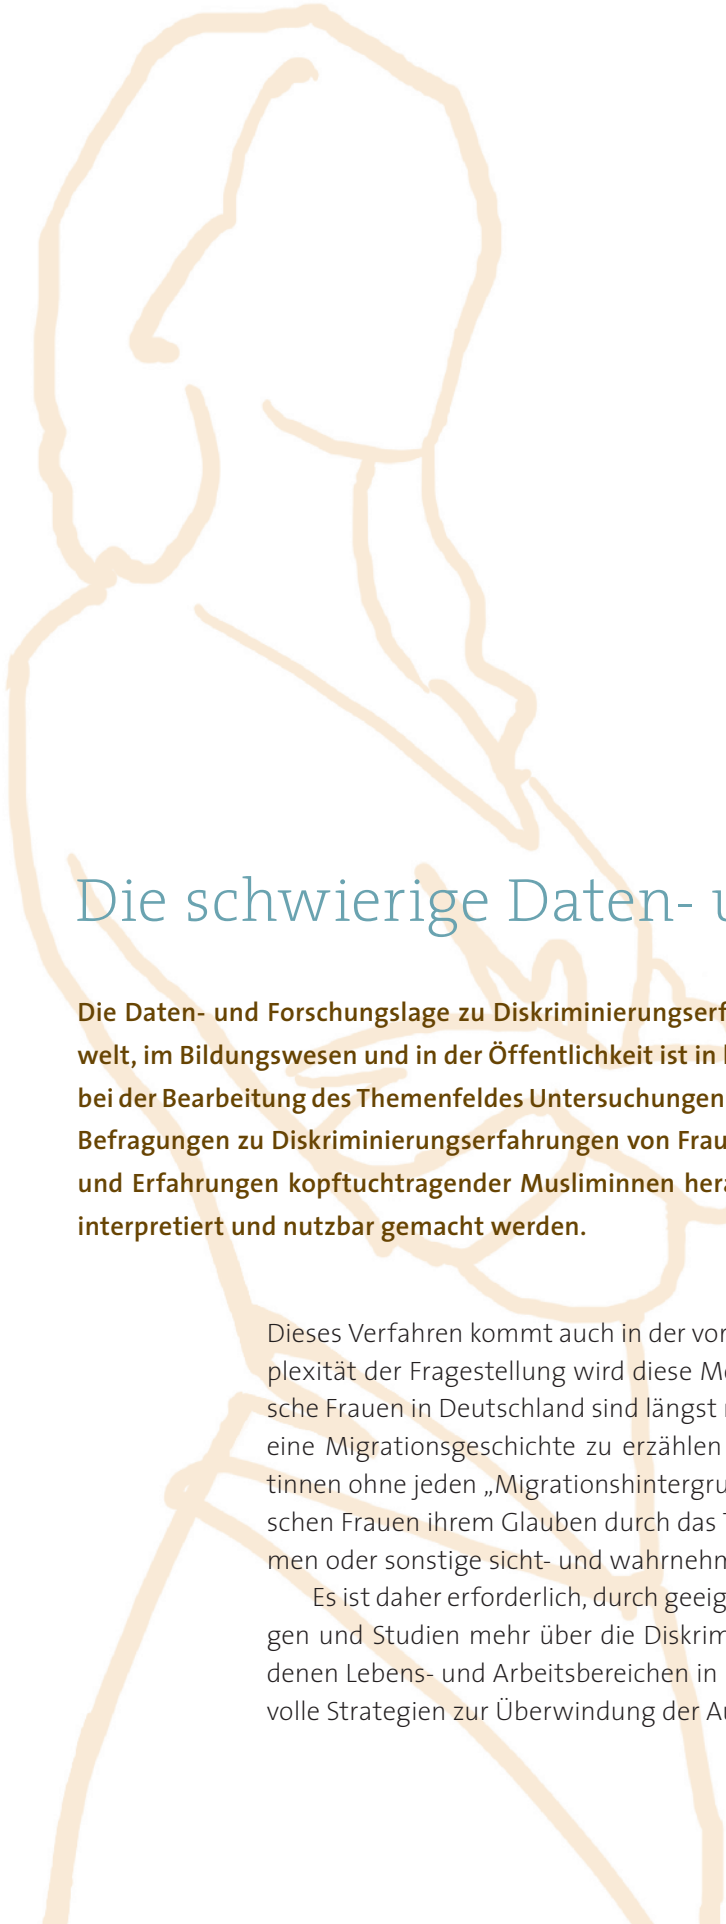 Die schwierige Daten- u
Die Daten- und Forschungslage zu Diskriminierungserf
welt, im Bildungswesen und in der Öffentlichkeit ist in
bei der Bearbeitung des Themenfeldes Untersuchungen
Befragungen zu Diskriminierungserfahrungen von Frau
und Erfahrungen kopftuchtragender Musliminnen hera
interpretiert und nutzbar gemacht werden.
Dieses Verfahren kommt auch in der vor
plexität der Fragestellung wird diese Me
sche Frauen in Deutschland sind längst
eine Migrationsgeschichte zu erzählen
tinnen ohne jeden „Migrationshintergru
schen Frauen ihrem Glauben durch das T
men oder sonstige sicht- und wahrnehm
Es ist daher erforderlich, durch geeig
gen und Studien mehr über die Diskrim
denen Lebens- und Arbeitsbereichen in
volle Strategien zur Überwindung der Au